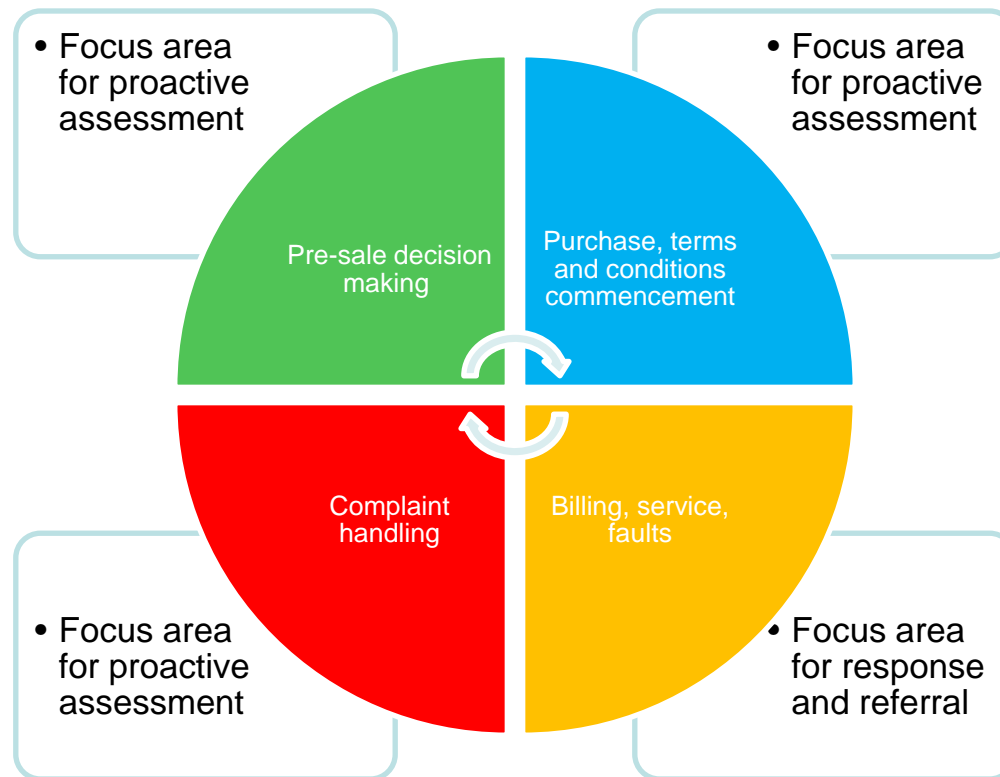 • Focus area
for proactive
assessment
• Focus area
for proactive
assessment
Pre-sale decision
making
Purchase, terms
and conditions
commencement
Complaint
handling
Billing, service,
faults
• Focus area
for proactive
assessment
• Focus area
for response
and referral